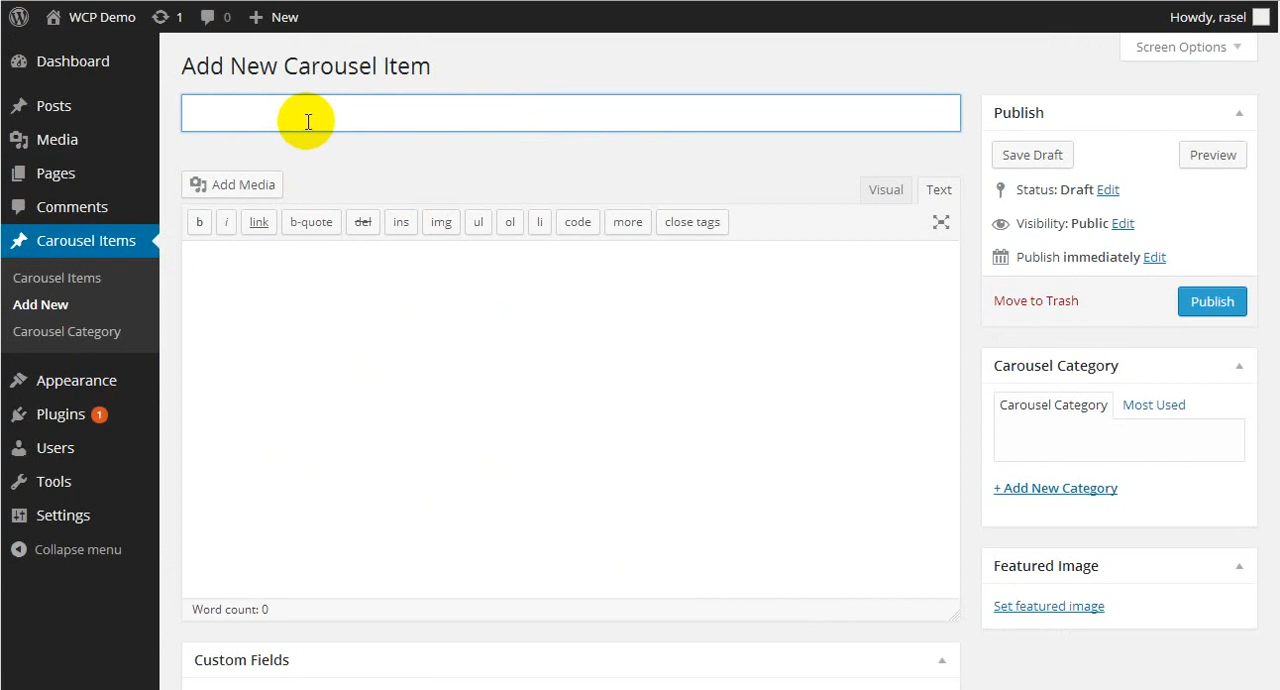 WCP Demo 1 0 + New Howdy, rasel
Screen Options
Dashboard
Posts
Media
Pages
Comments
Carousel Items
Carousel Items
Add New
Carousel Category
Appearance
Plugins 1
Users
Tools
Settings
Collapse menu
Add New Carousel Item
Add Media
Visual Text
b i link b-quote del ins img ul ol li code more close tags
Word count: 0
Custom Fields
Publish
Save Draft Preview
Status: Draft Edit
Visibility: Public Edit
Publish immediately Edit
Move to Trash Publish
Carousel Category
Carousel Category Most Used
+ Add New Category
Featured Image
Set featured image